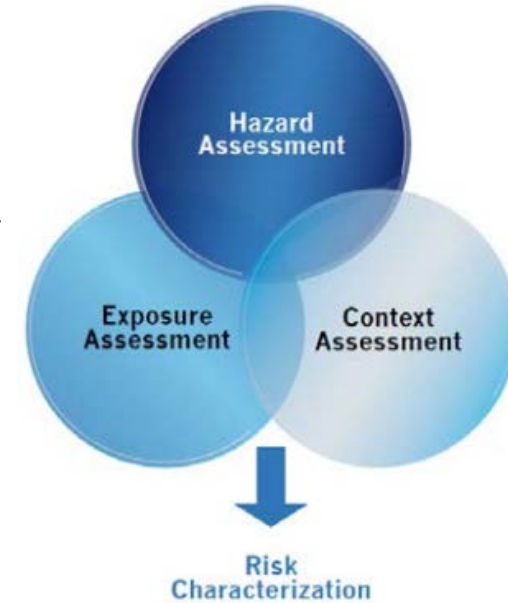 Hazard
Assessment
Exposure
Assessment
Context
Assessment
Risk
Characterization